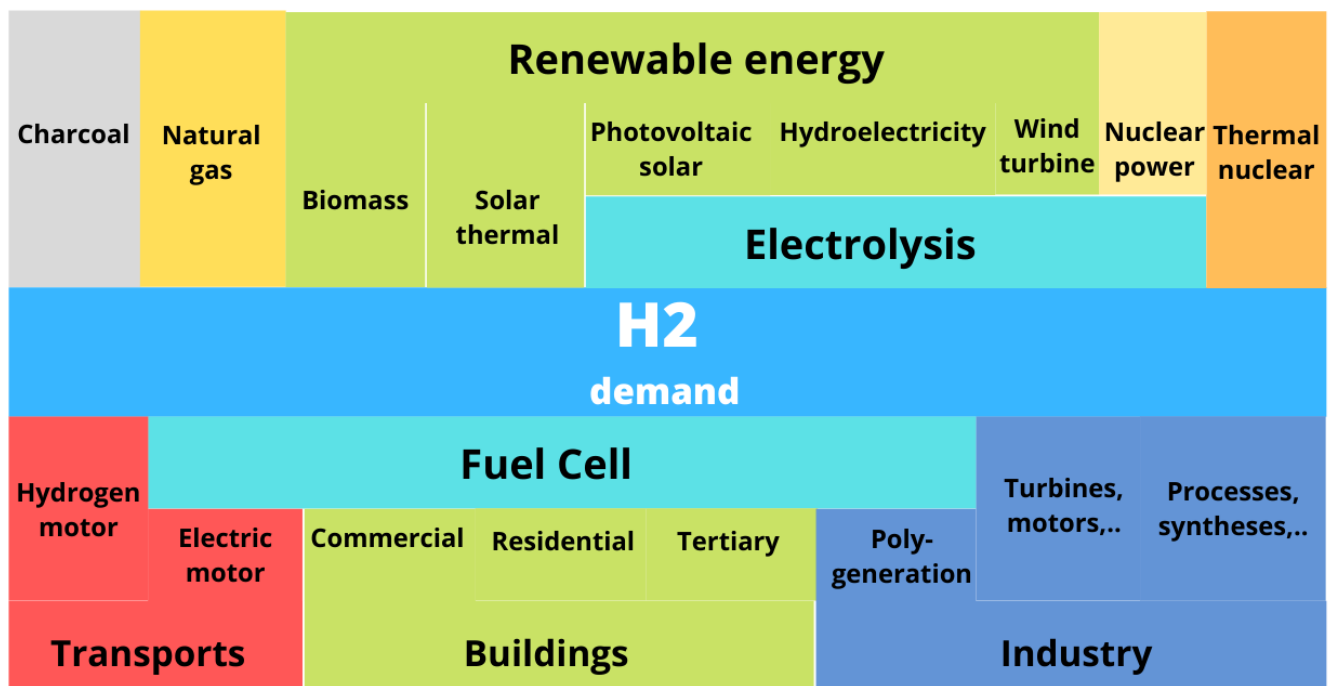 Renewable energy
Charcoal
Natural
gas
Biomass
Solar
thermal
Photovoltaic
solar
Hydroelectricity
Wind
turbine
Nuclear
power
Thermal
nuclear
Electrolysis
H2
demand
Fuel Cell
Hydrogen
motor
Electric
motor
Commercial
Residential
Tertiary
Poly-
generation
Turbines,
motors,..
Processes,
syntheses,..
Transports
Buildings
Industry